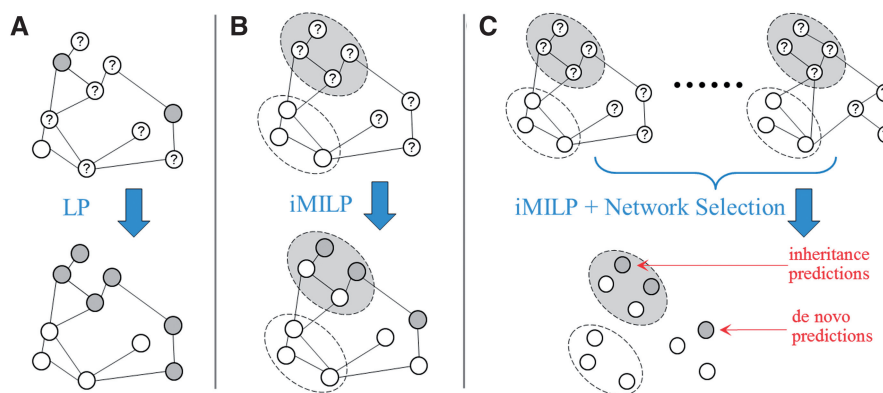 A
?
?
?
?
?
?
?
LP
B
?
?
?
?
?
?
?
iMILP
C
? ? ? ? ? ?
......
? ? ? ? ? ? ?
iMILP + Network Selection
inheritance
predictions
de novo
predictions